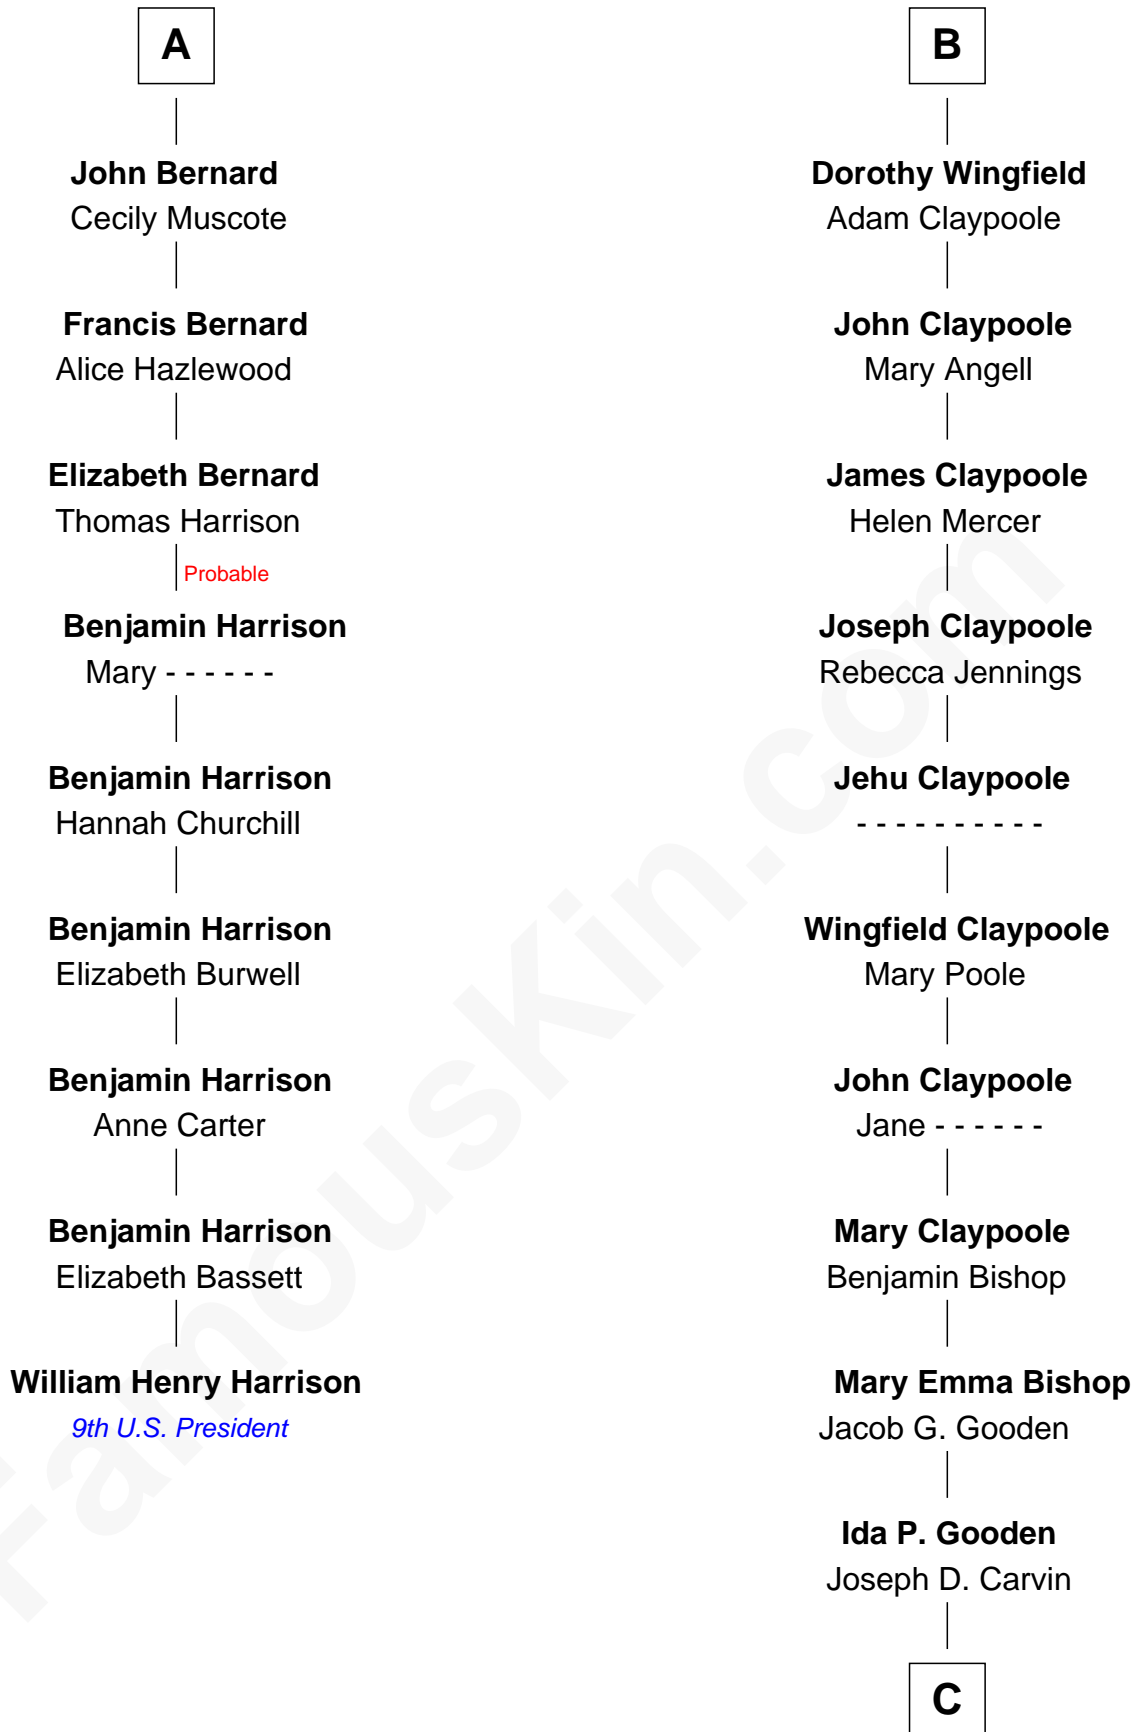 A
John Bernard
Cecily Muscote
Francis Bernard
Alice Hazlewood
Elizabeth Bernard
Thomas Harrison
Probable
Benjamin Harrison
Mary - - - - - -
Benjamin Harrison
Hannah Churchill
Benjamin Harrison
Elizabeth Burwell
Benjamin Harrison
Anne Carter
Benjamin Harrison
Elizabeth Bassett
William Henry Harrison
9th U.S. President
B
Dorothy Wingfield
Adam Claypoole
John Claypoole
Mary Angell
James Claypoole
Helen Mercer
Joseph Claypoole
Rebecca Jennings
Jehu Claypoole
- - - - - - - - - -
Wingfield Claypoole
Mary Poole
John Claypoole
Jane - - - - - -
Mary Claypoole
Benjamin Bishop
Mary Emma Bishop
Jacob G. Gooden
Ida P. Gooden
Joseph D. Carvin
C
FamousKin.com